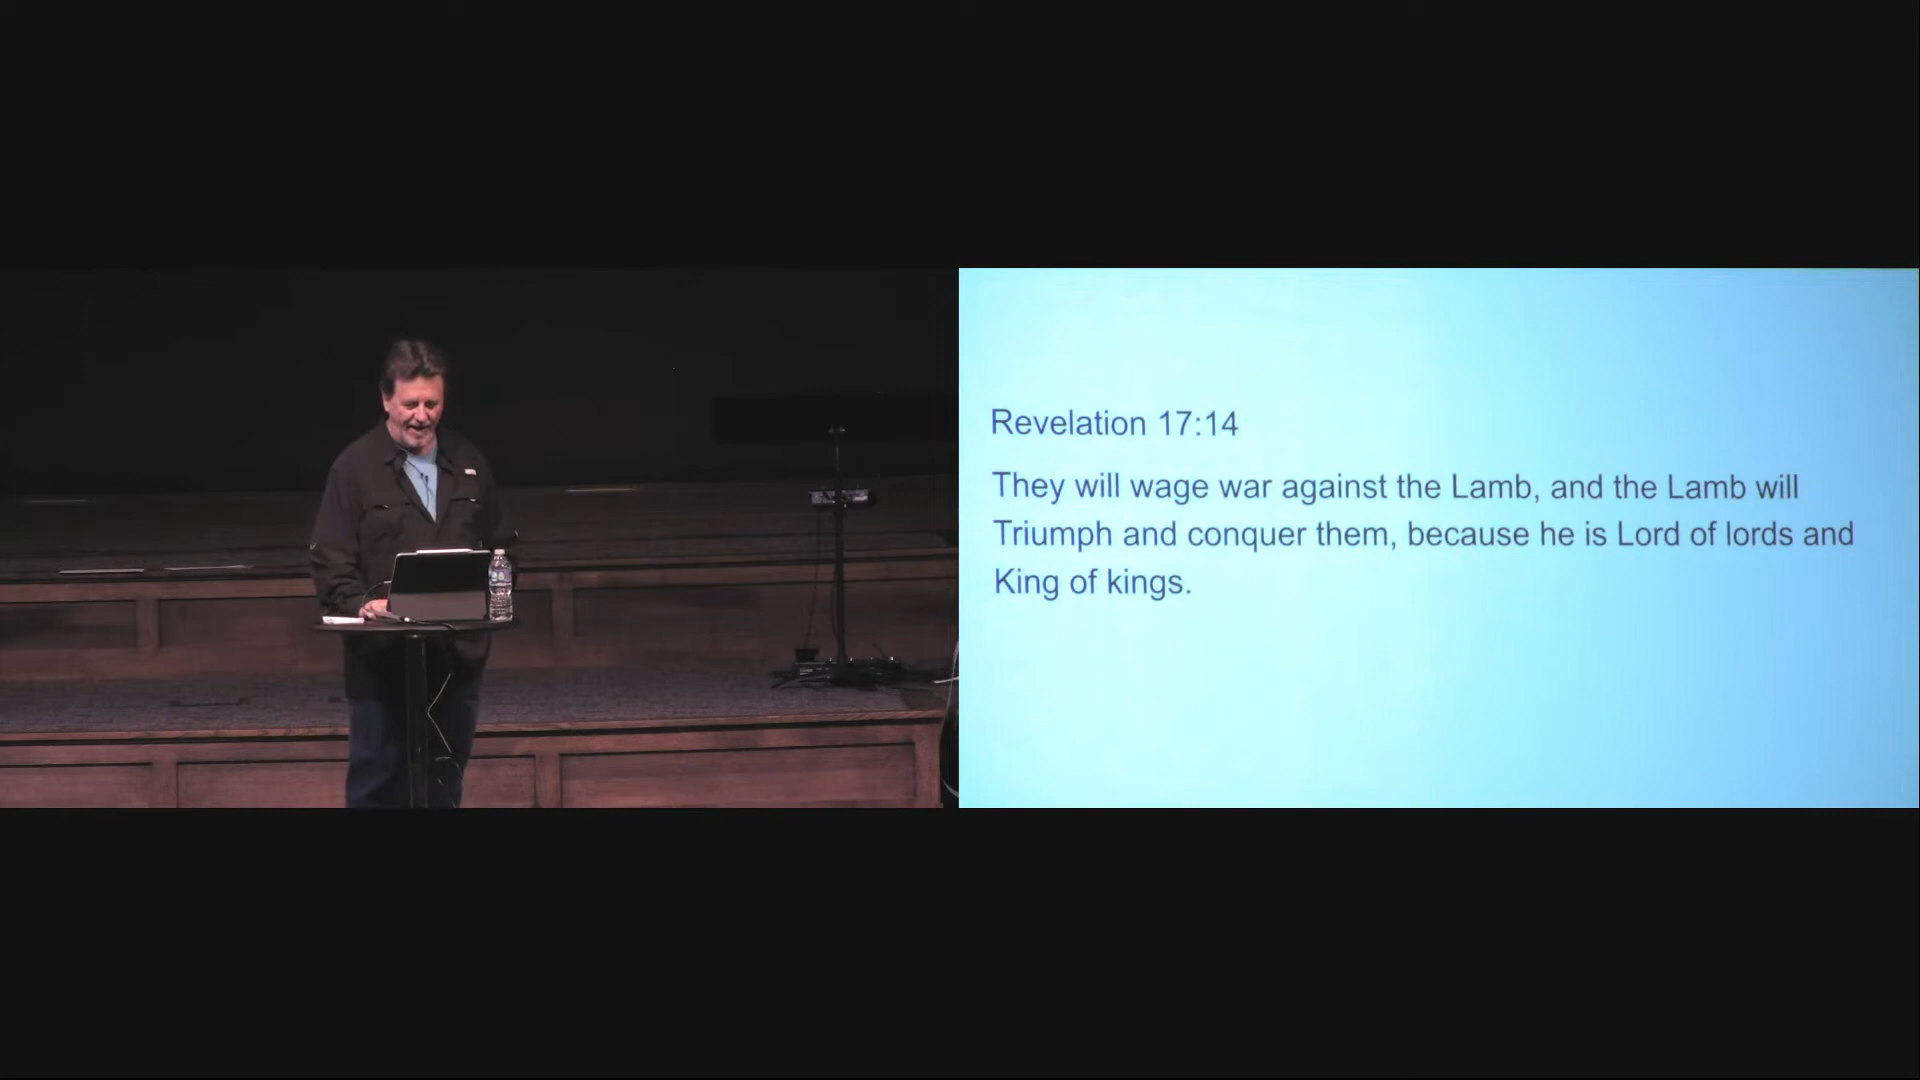 Revelation 17:14
They will wage war against the Lamb, and the Lamb will
Triumph and conquer them, because he is Lord of lords and
King of kings.